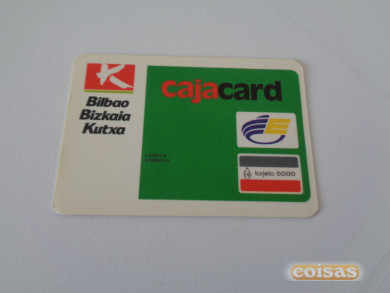 K
cajacard
Bilbao
Bizkaia
Kutxa
E
tarjeta 6000
coisas